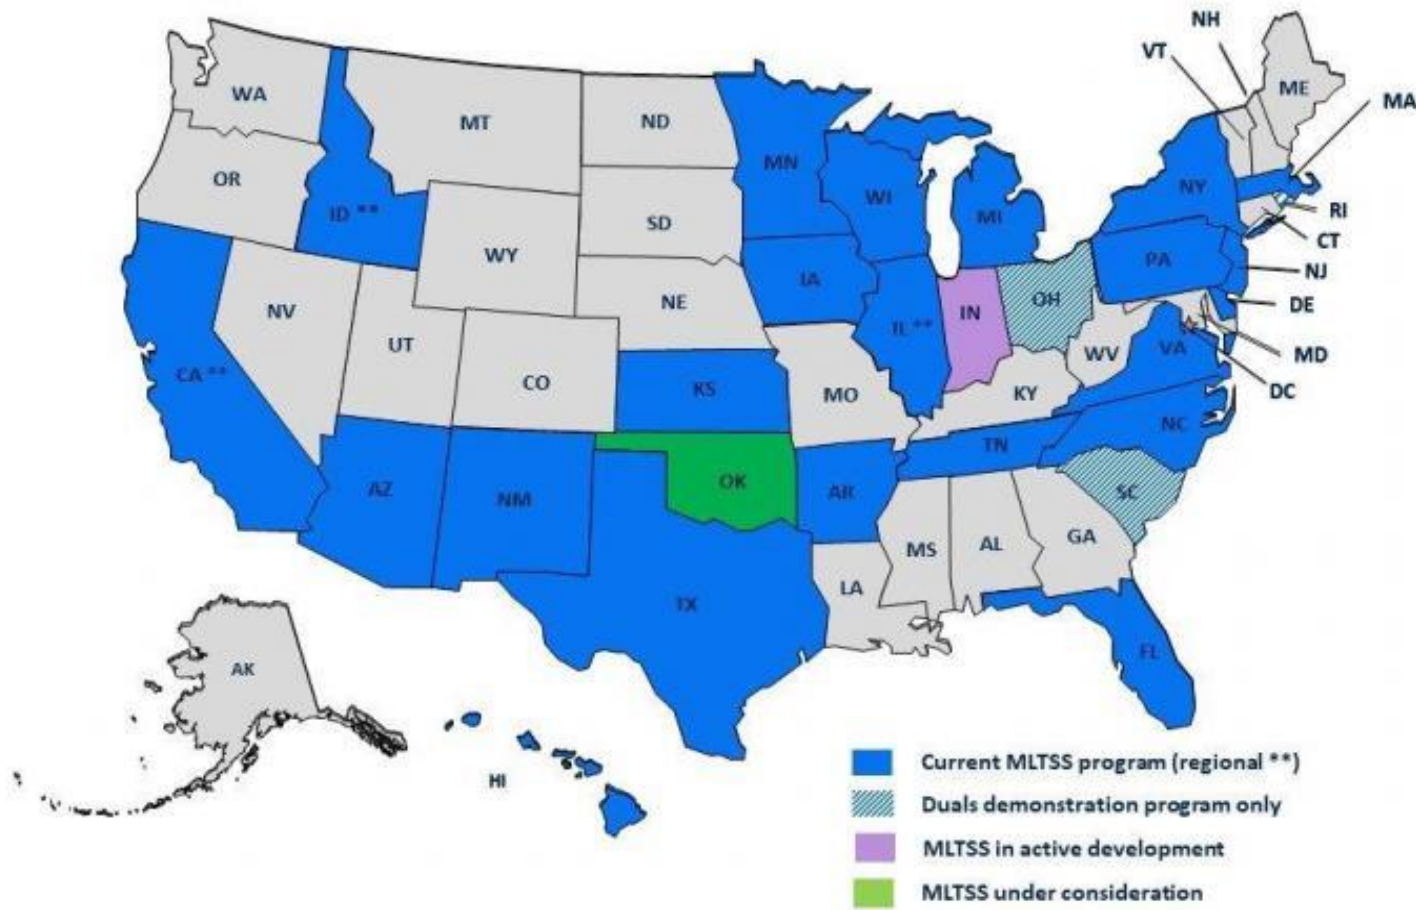 NH
VT
ME
WA
MA
MT
ND
OR
MN
ID **
WI
NY
MI
RI
SD
CT
WY
PA
NJ
IA
NE
OH
DE
NV
IN
IL **
UT
VA
MD
WV
CA **
CO
KS
DC
MO
KY
NC
TN
OK
AZ
NM
AR
SC
GA
MS
AL
LA
TX
FL
AK
HI
Current MLTSS program (regional **)
Duals demonstration program only
MLTSS in active development
MLTSS under consideration